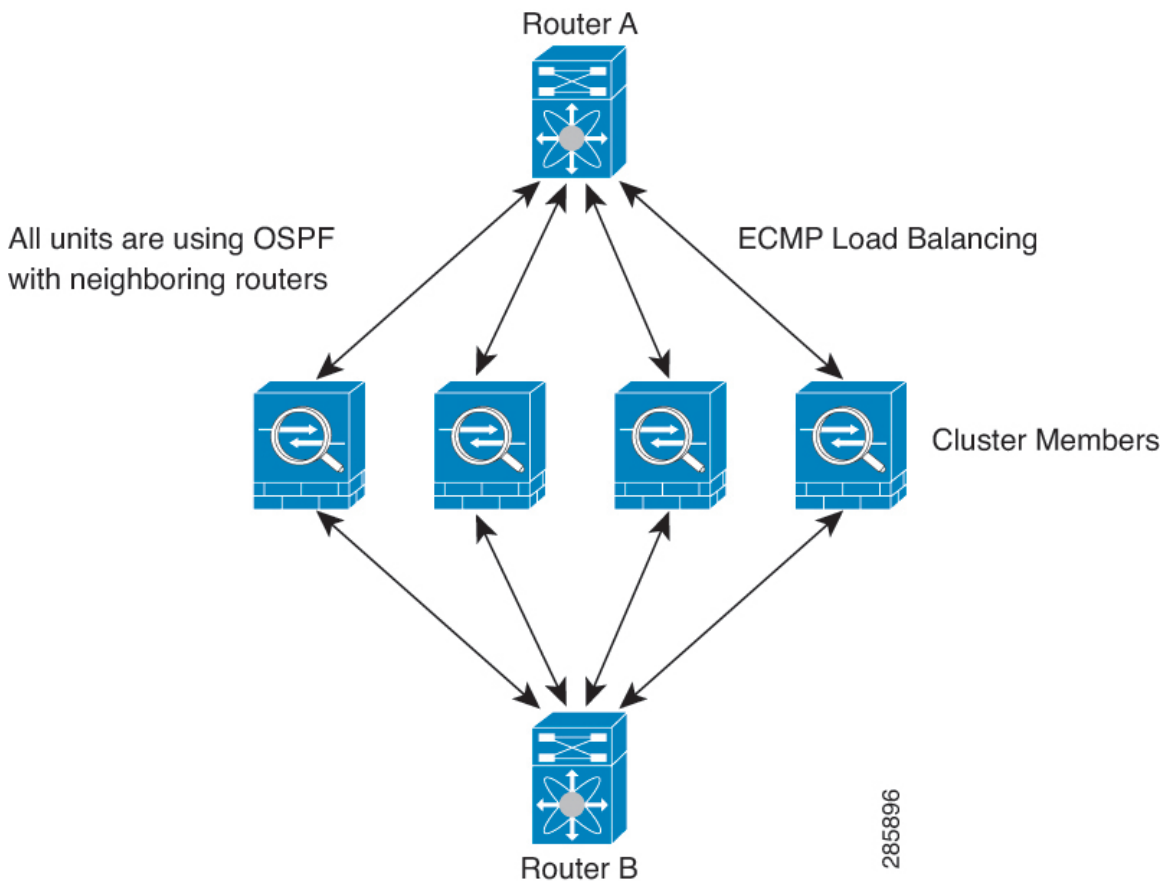 Router A
All units are using OSPF
with neighboring routers
ECMP Load Balancing
Cluster Members
285896
Router B